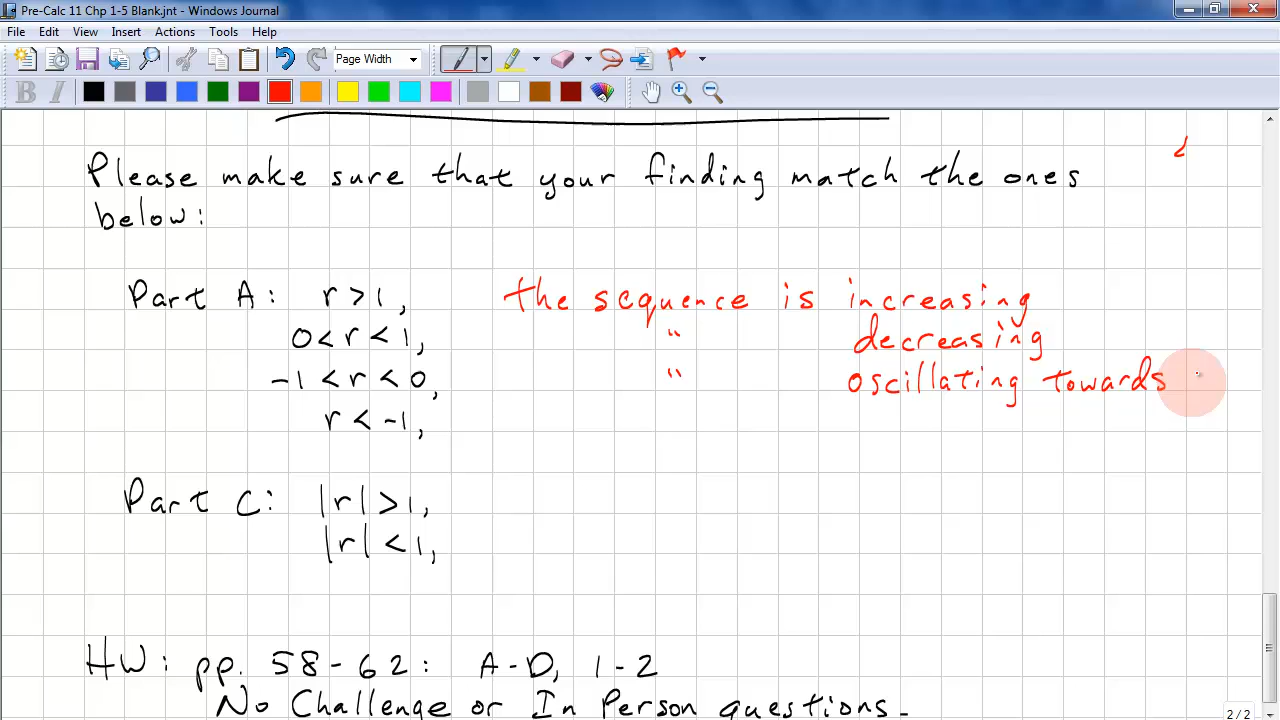 Pre-Calc 11 Chp 1-5 Blank.jnt - Windows Journal
File Edit View Insert Actions Tools Help
Page Width
B I
Please make sure that your finding match the ones
below:
Part A: r > 1, the sequence is increasing
0 < r < 1, " decreasing
-1 < r < 0, " oscillating towards
r < -1,
Part C: |r| > 1,
|r| < 1,
HW: pp. 58-62: A-D, 1-2
No Challenge or In Person questions.
2/2